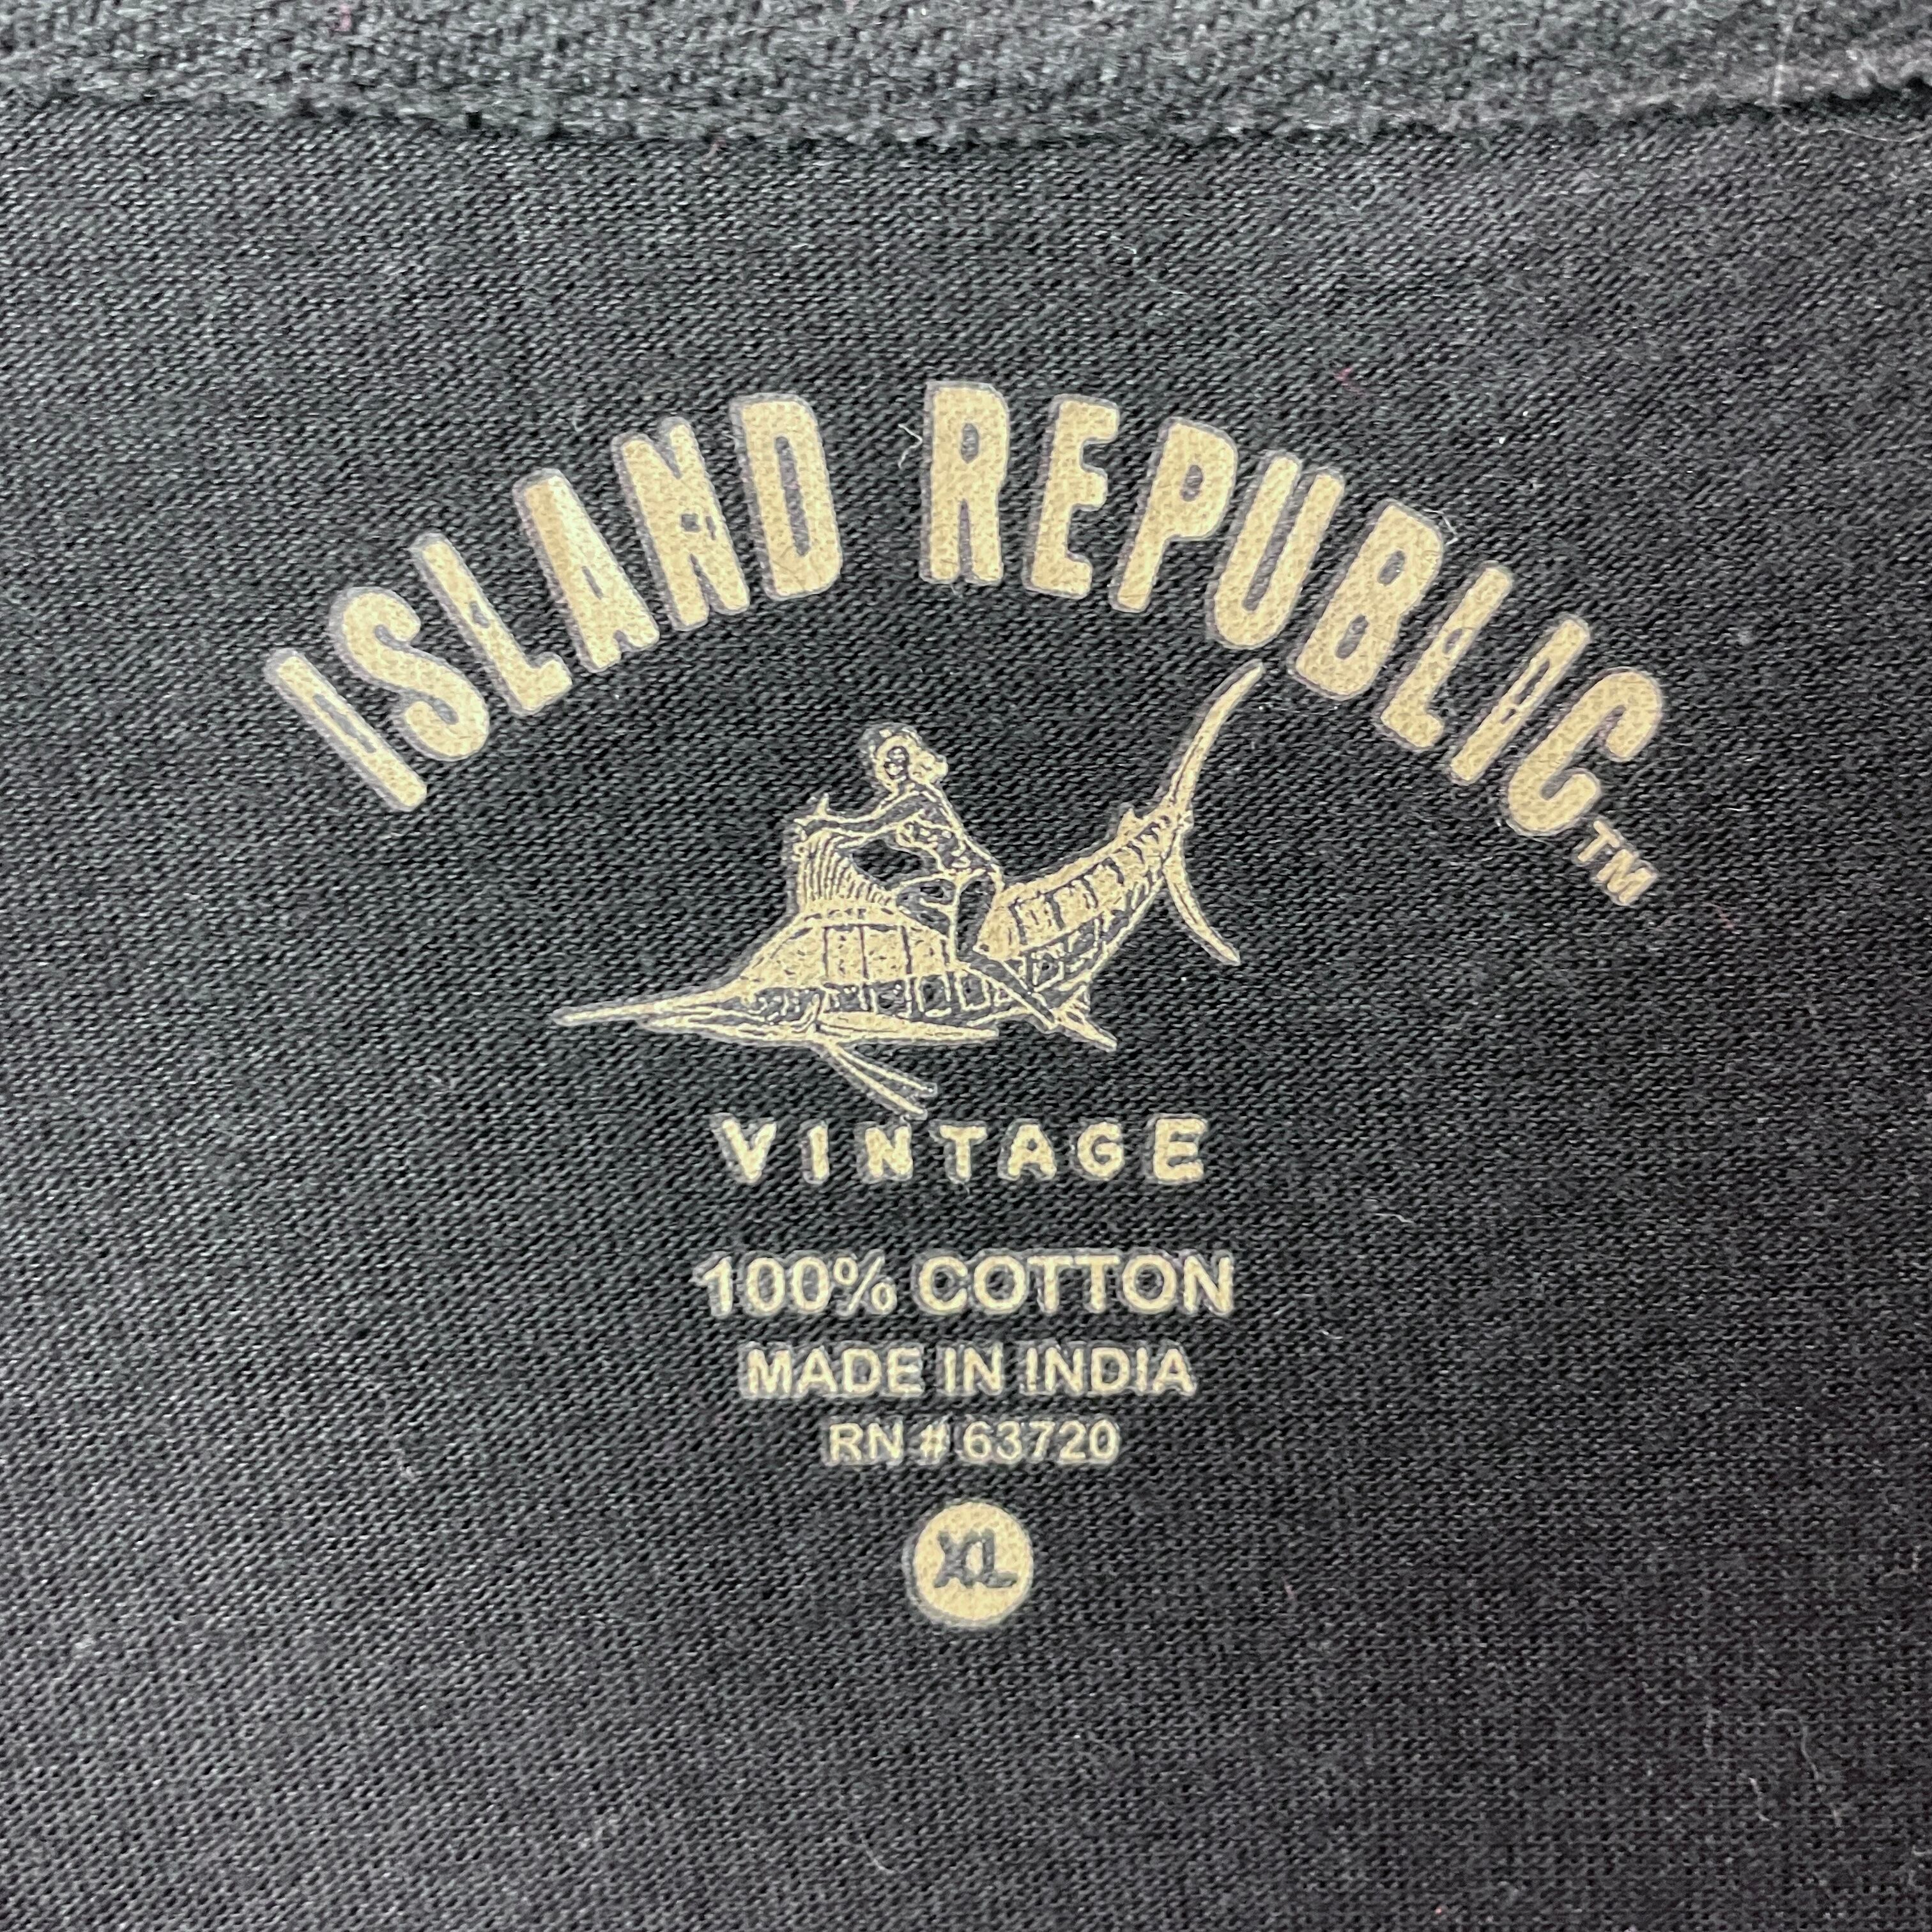 ISLAND REPUBLIC™
VINTAGE
100% COTTON
MADE IN INDIA
RN # 63720
XL